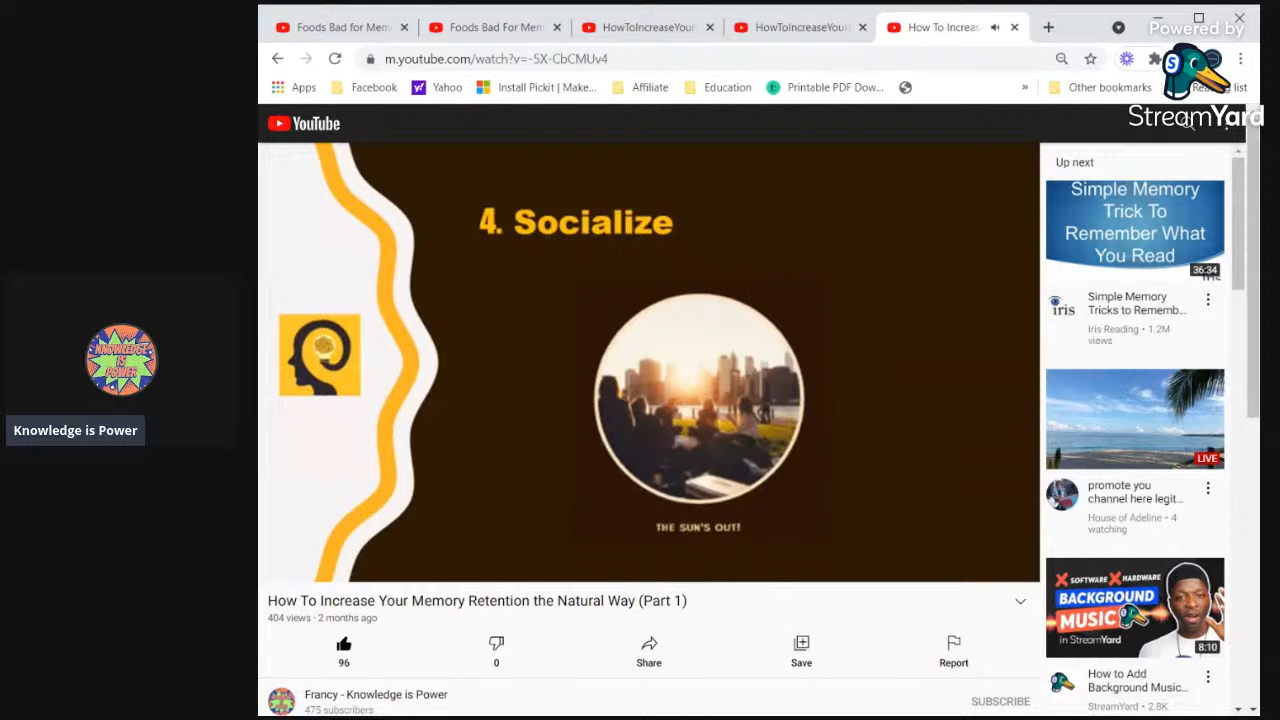 Foods Bad for Mem
Foods Bad For Mem
HowToIncreaseYour
HowToIncreaseYour
How To Increas
Powered by
m.youtube.com/watch?v=-5X-CbCMUv4
Apps
Facebook
Yahoo
Install Pickit | Make...
Affiliate
Education
Printable PDF Dow...
»
Other bookmarks
list
StreamYard
YouTube
Up next
4. Socialize
THE SUN'S OUT!
Simple Memory
Trick To
Remember What
You Read
36:34
iris
Simple Memory
Tricks to Rememb...
Iris Reading • 1.2M
views
LIVE
promote you
channel here legit...
House of Adeline • 4
watching
SOFTWARE HARDWARE
BACKGROUND
MUSIC
in StreamYard
8:10
How to Add
Background Music...
StreamYard • 2.8K
KNOWLEDGE
IS
POWER
Knowledge is Power
How To Increase Your Memory Retention the Natural Way (Part 1)
404 views · 2 months ago
96
0
Share
Save
Report
Francy - Knowledge is Power
475 subscribers
SUBSCRIBE